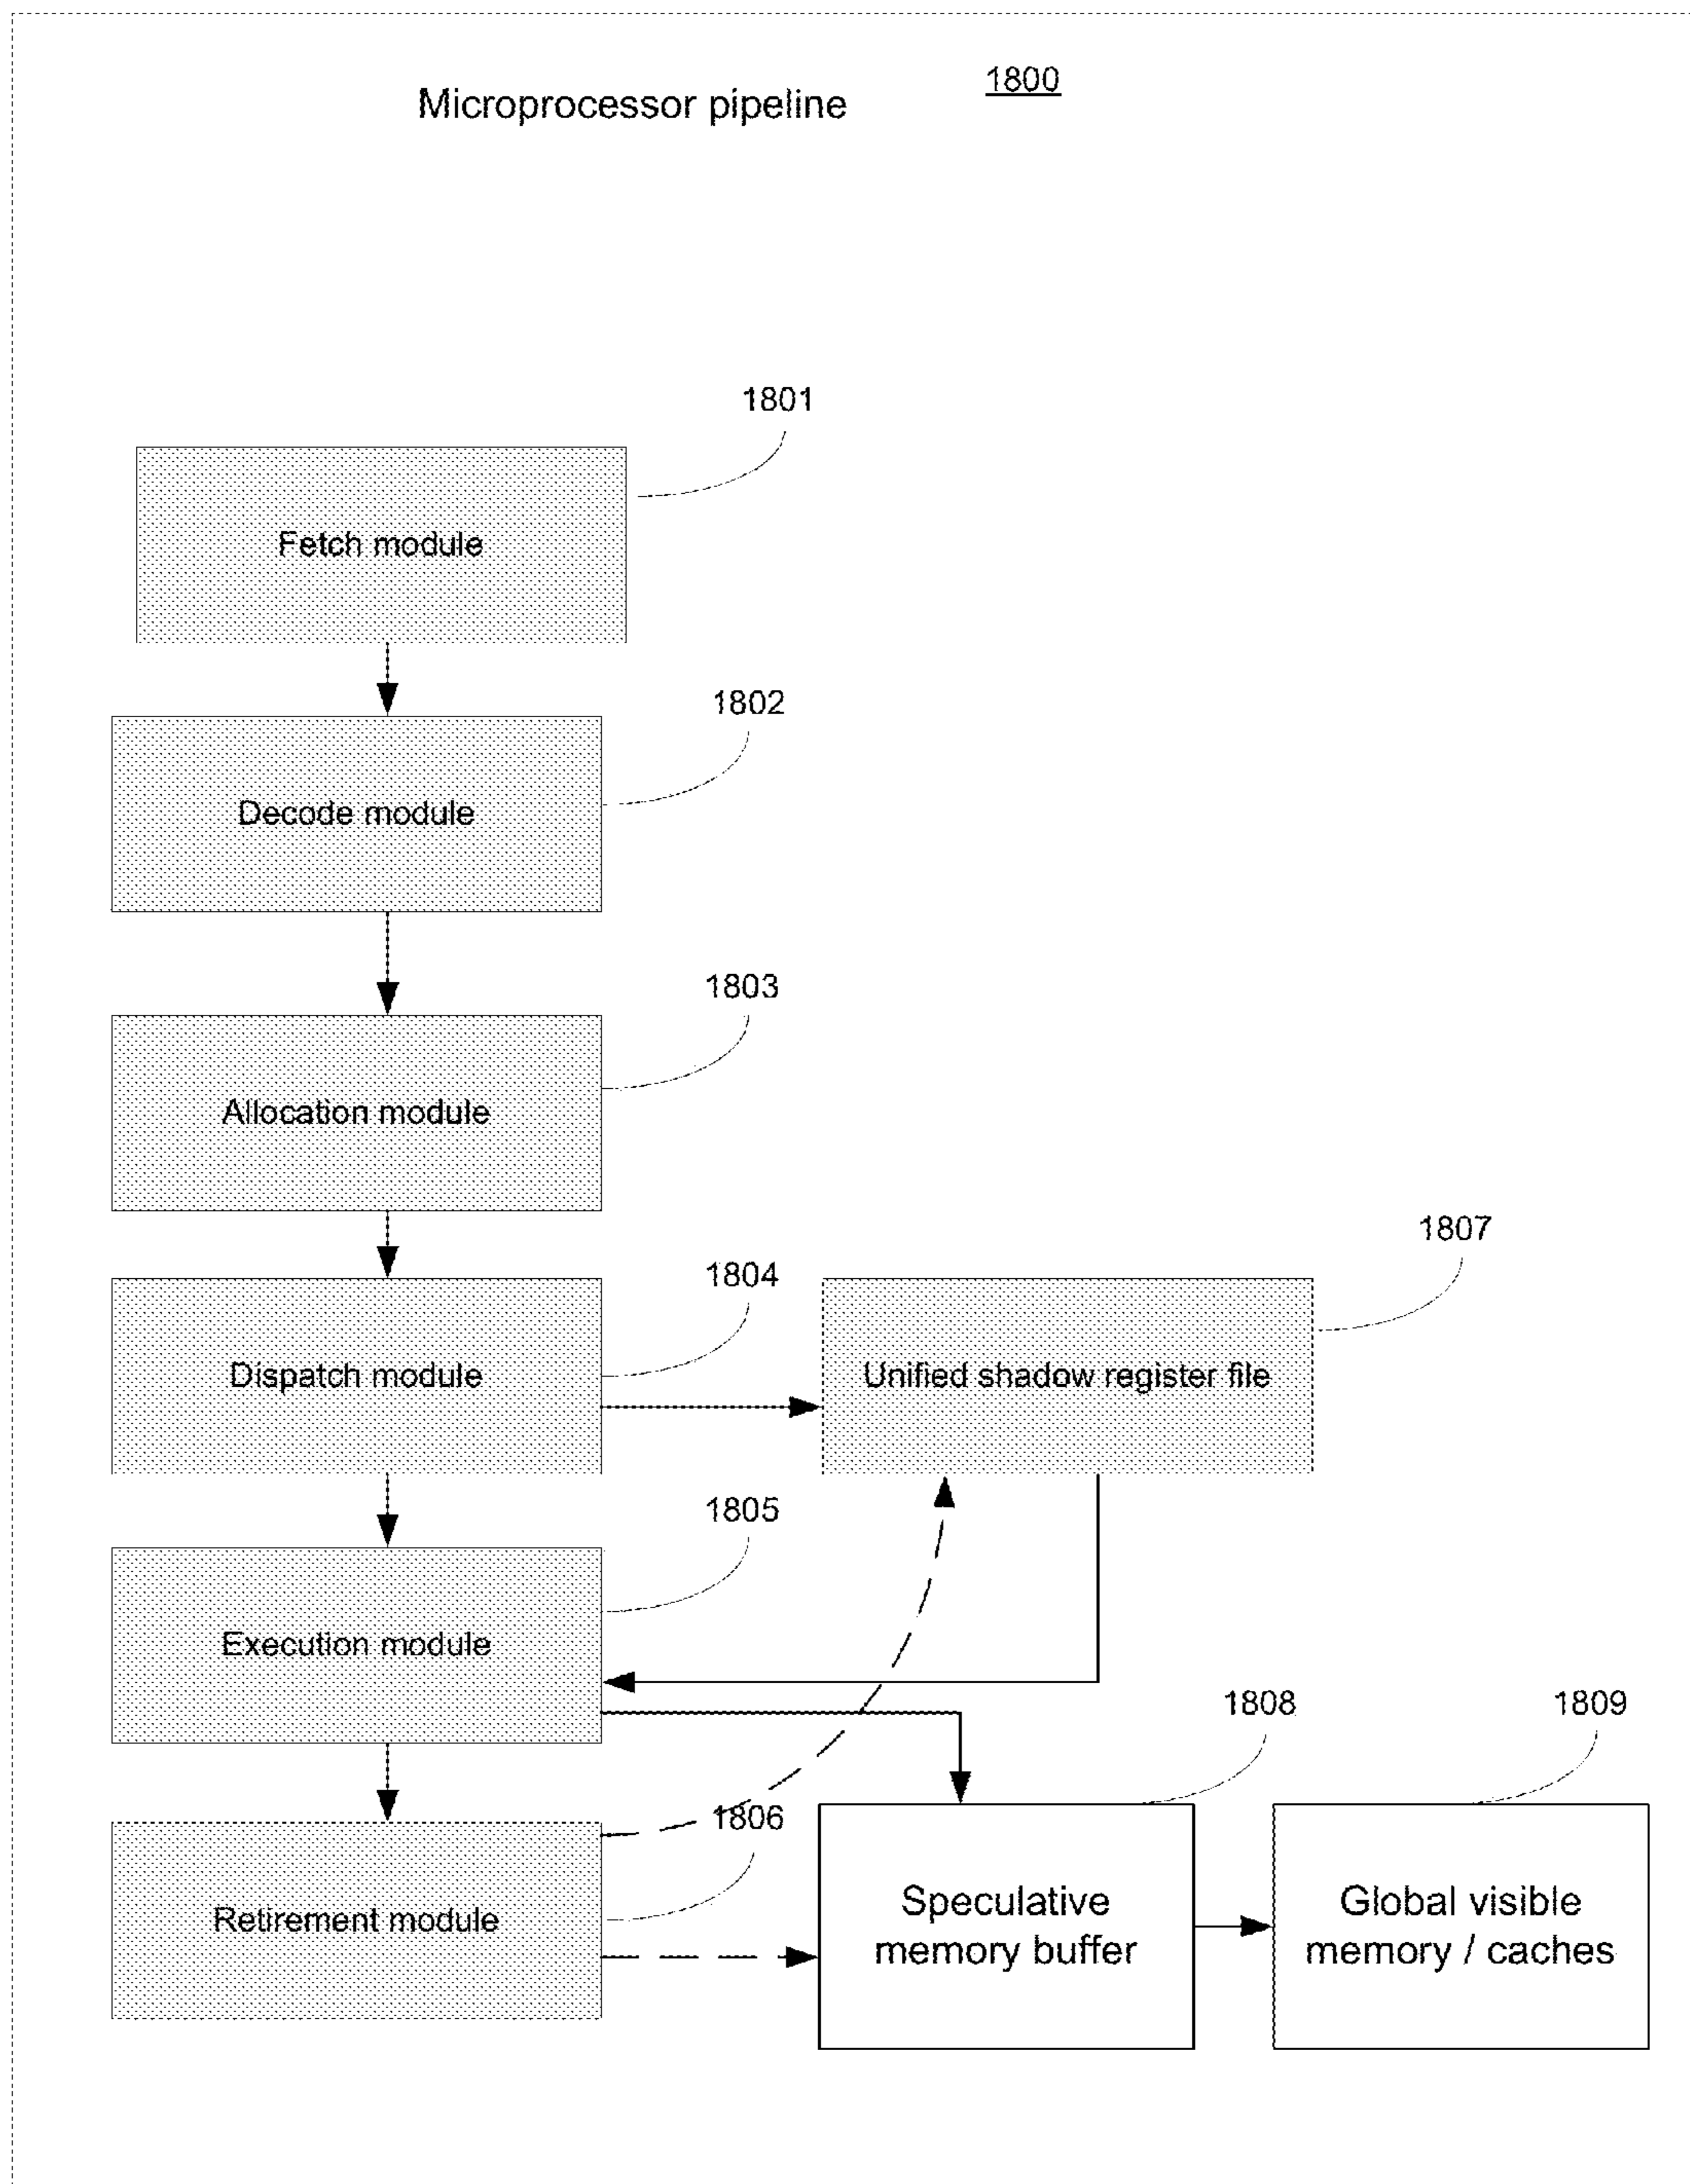 Microprocessor pipeline
1800
1801
Fetch module
1802
Decode module
1803
Allocation module
1804
1807
Dispatch module
Unified shadow register file
1805
Execution module
1808
1809
1806
Retirement module
Speculative
memory buffer
Global visible
memory / caches